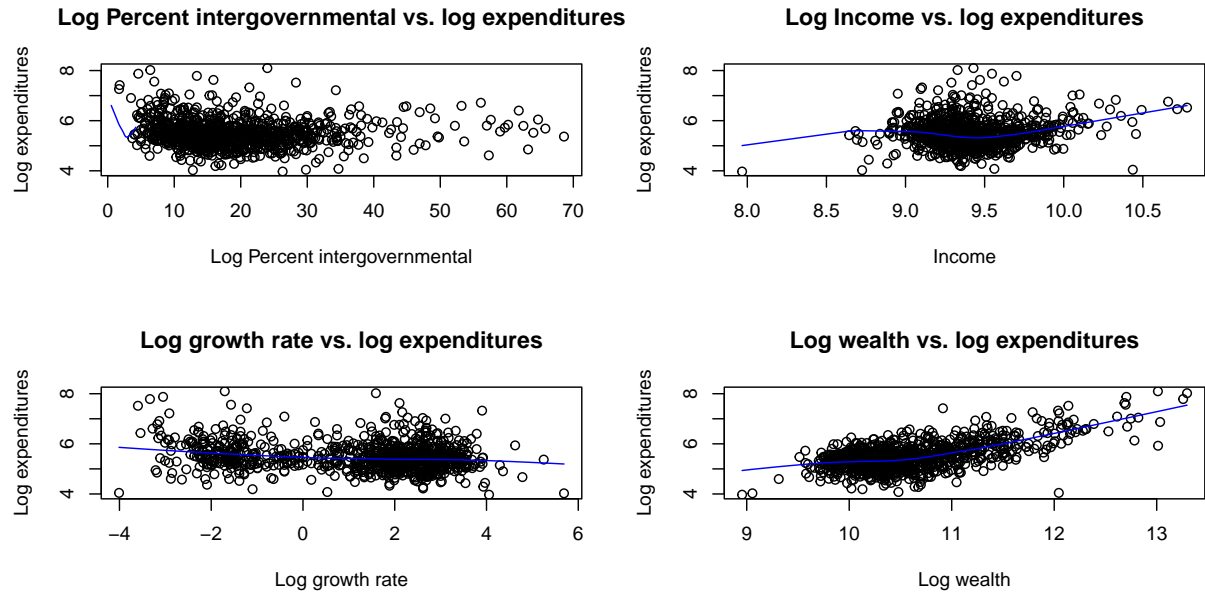 Log Percent intergovernmental vs. log expenditures
Log expenditures
8
6
4
0 10 20 30 40 50 60 70
Log Percent intergovernmental
Log Income vs. log expenditures
Log expenditures
8
6
4
8.0 8.5 9.0 9.5 10.0 10.5
Income
Log growth rate vs. log expenditures
Log expenditures
8
6
4
−4 −2 0 2 4 6
Log growth rate
Log wealth vs. log expenditures
Log expenditures
8
6
4
9 10 11 12 13
Log wealth